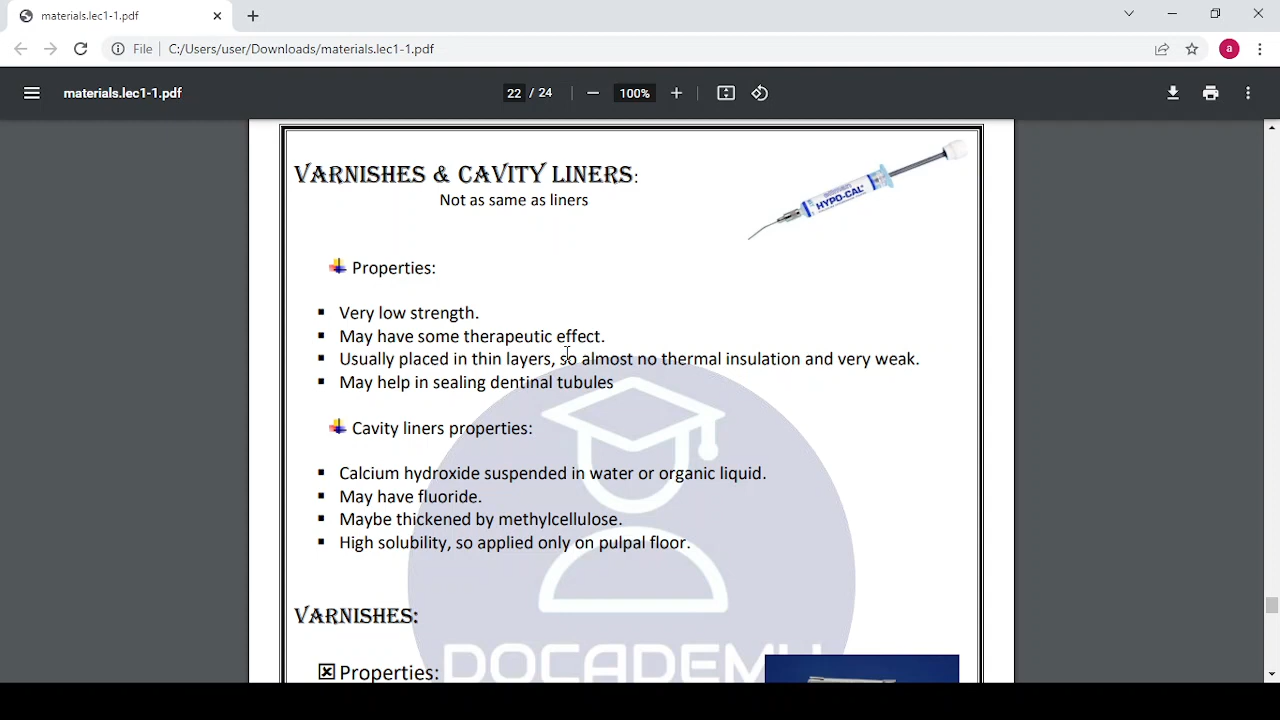 materials.lec1-1.pdf
File C:/Users/user/Downloads/materials.lec1-1.pdf
a
materials.lec1-1.pdf
22 / 24
100%
VARNISHES & CAVITY LINERS:
Not as same as liners
HYPO-CAL
Properties:
Very low strength.
May have some therapeutic effect.
Usually placed in thin layers, so almost no thermal insulation and very weak.
May help in sealing dentinal tubules
Cavity liners properties:
Calcium hydroxide suspended in water or organic liquid.
May have fluoride.
Maybe thickened by methylcellulose.
High solubility, so applied only on pulpal floor.
VARNISHES:
Properties:
DOCADEMY